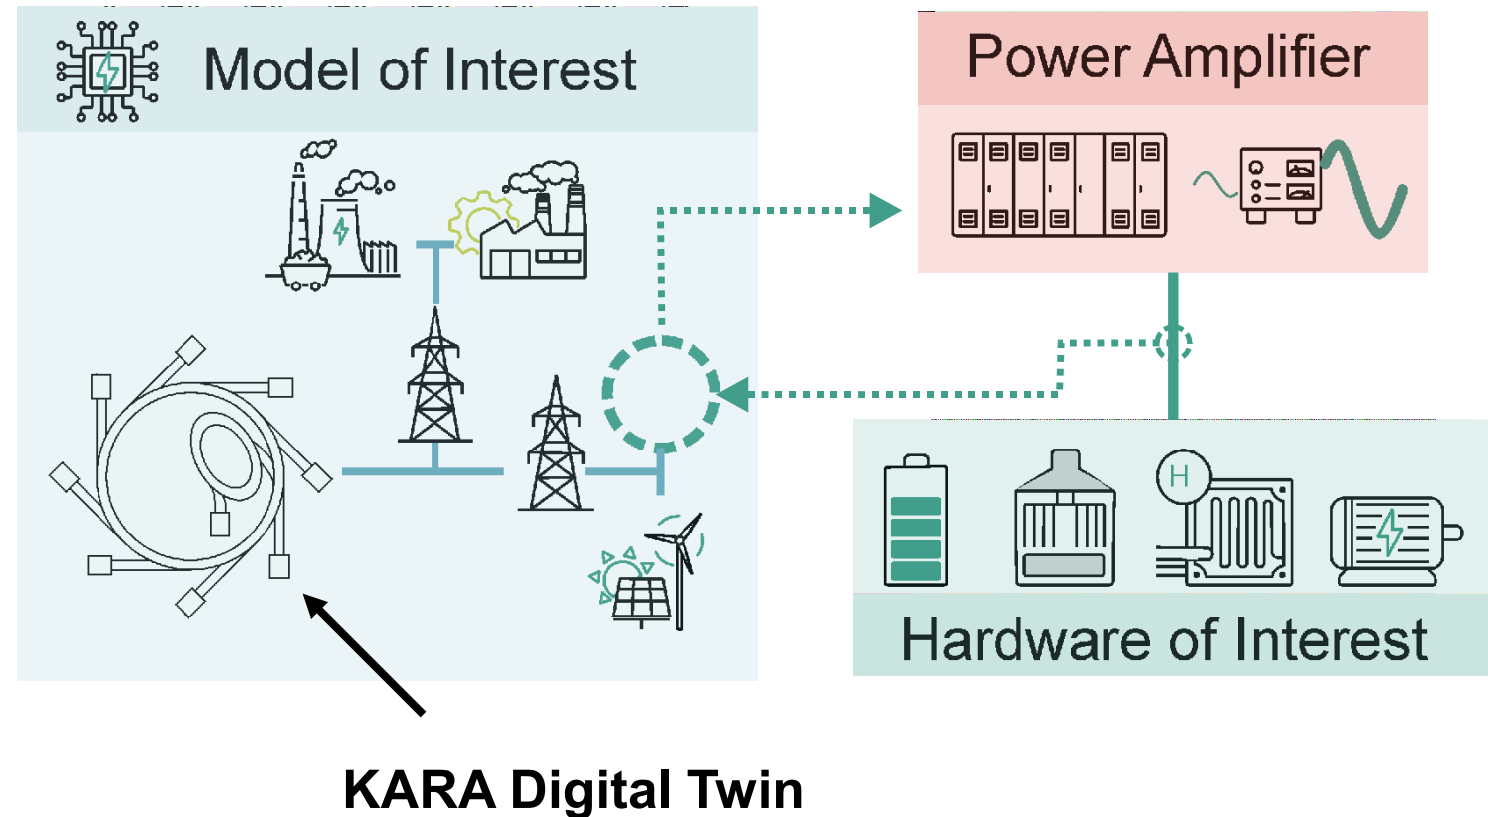 Model of Interest
Power Amplifier
H
Hardware of Interest
KARA Digital Twin